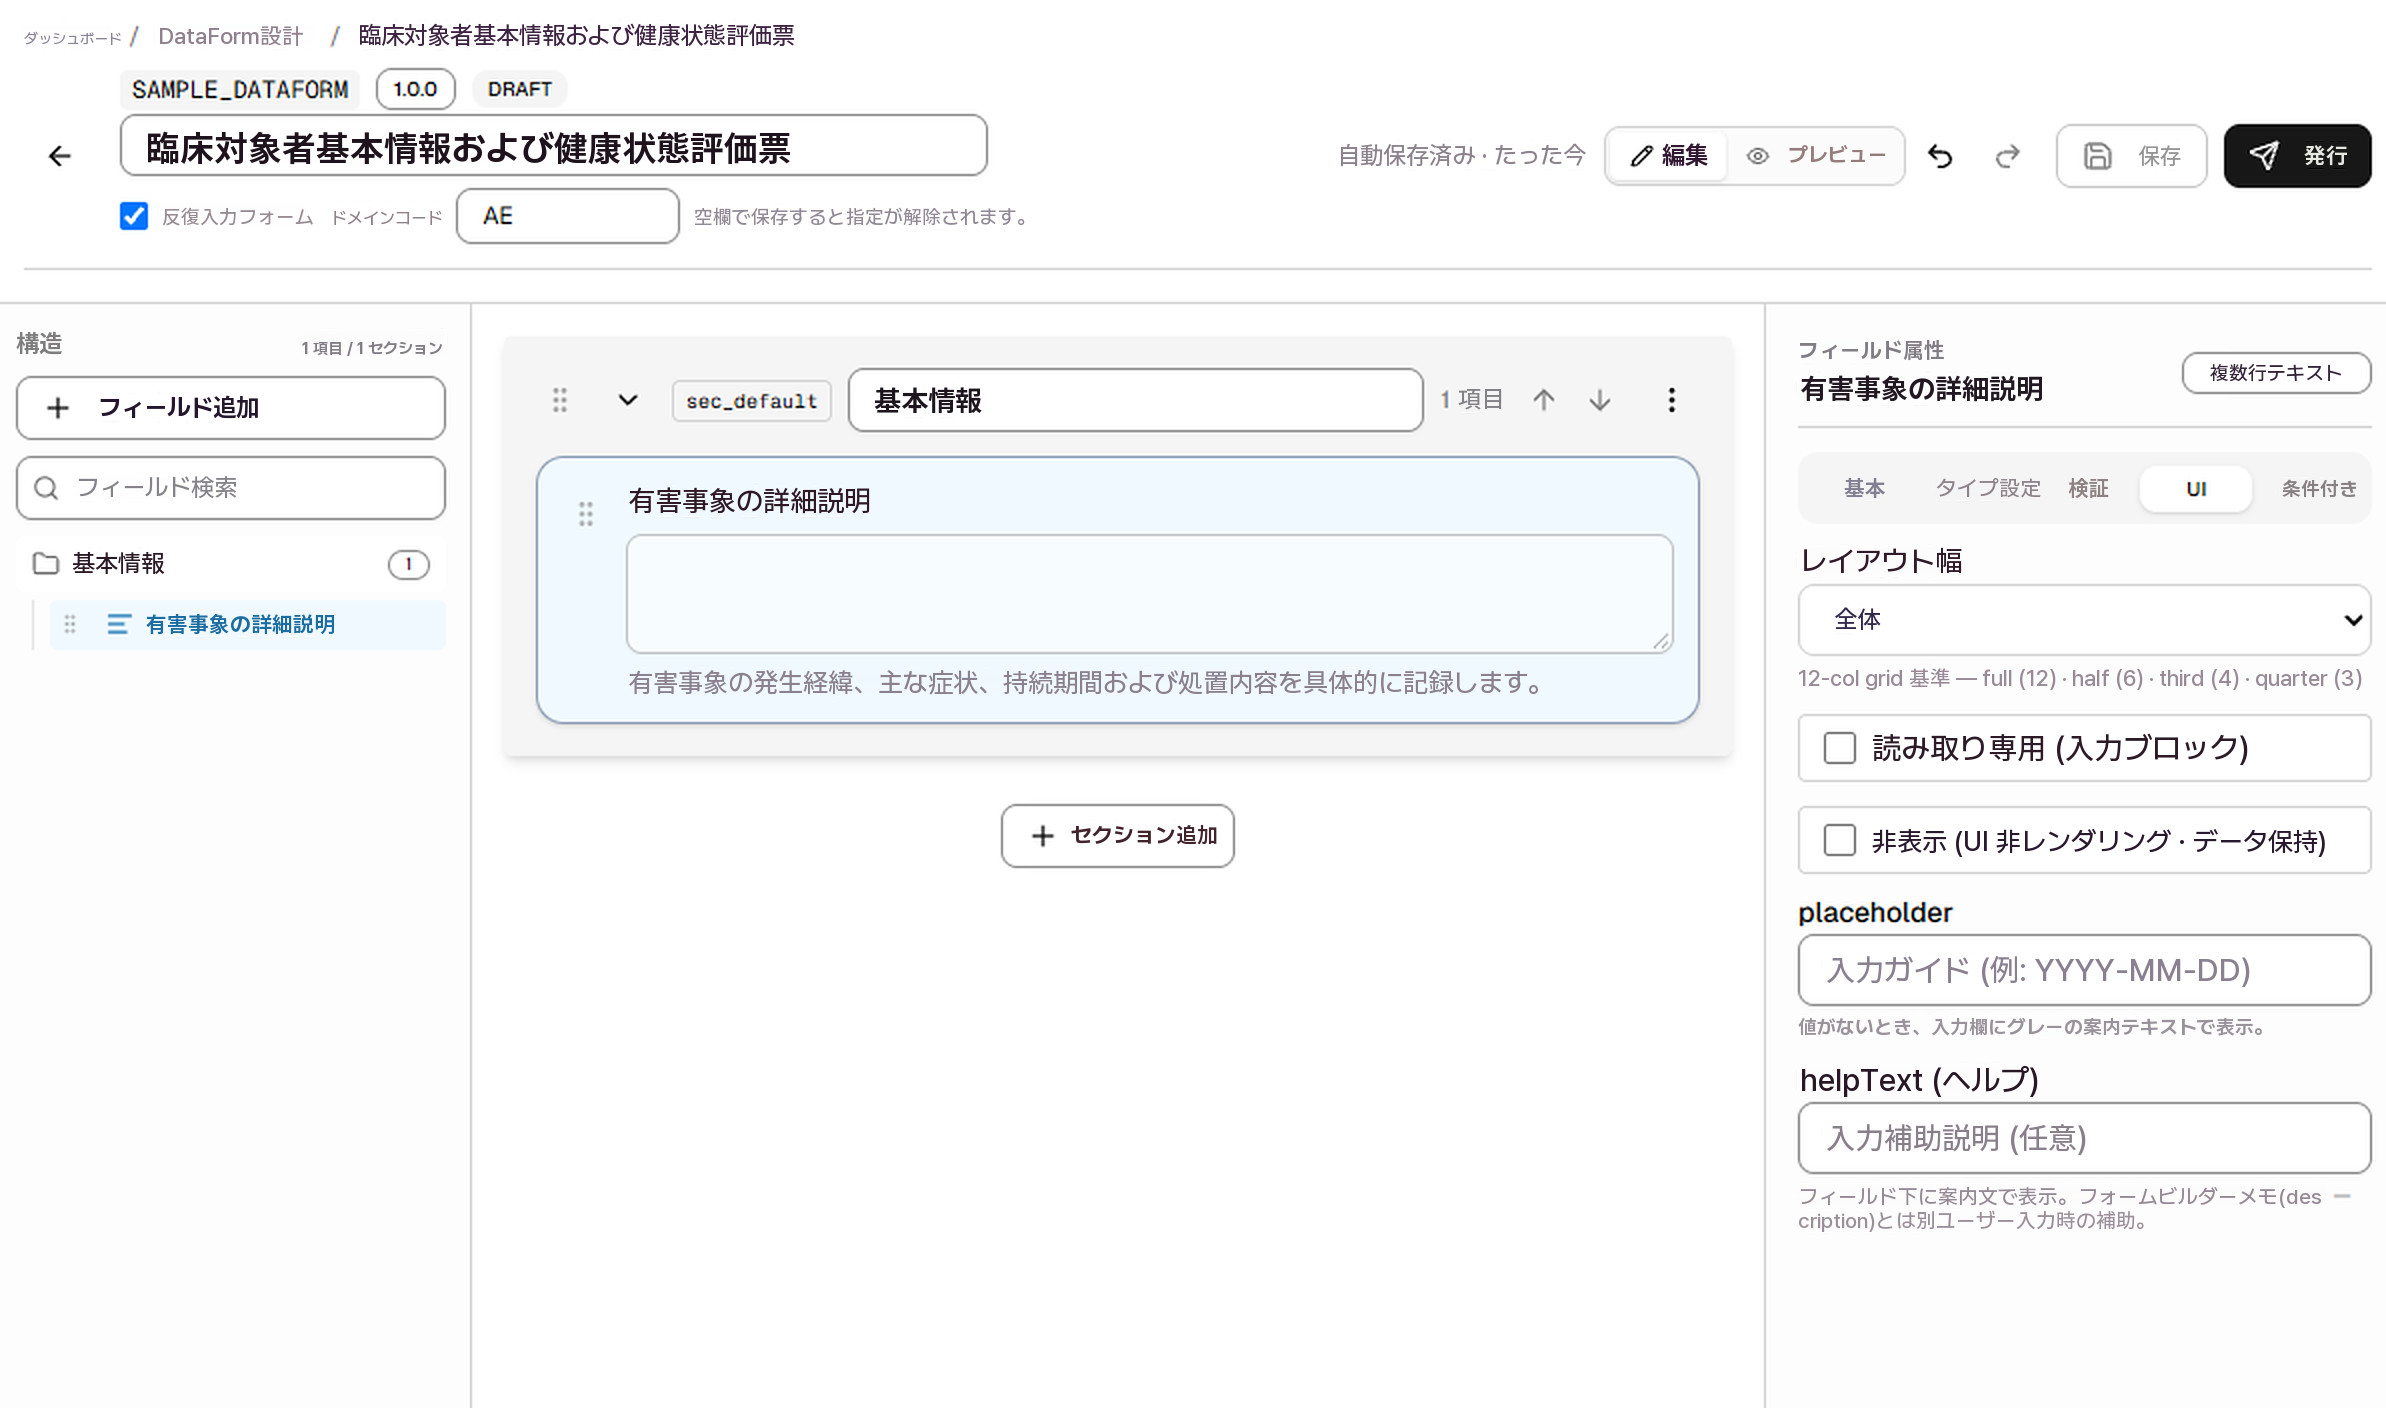 ダッシュボード / DataForm設計 / 臨床対象者基本情報および健康状態評価票
SAMPLE_DATAFORM 1.0.0 DRAFT
臨床対象者基本情報および健康状態評価票
自動保存済み · たった今 編集 プレビュー 保存 発行
反復入力フォーム ドメインコード AE 空欄で保存すると指定が解除されます。
構造 1 項目 / 1 セクション
フィールド追加
フィールド検索
基本情報 1
有害事象の詳細説明
sec_default 基本情報 1 項目
有害事象の詳細説明
有害事象の発生経緯、主な症状、持続期間および処置内容を具体的に記録します。
セクション追加
フィールド属性
有害事象の詳細説明 複数行テキスト
基本 タイプ設定 検証 UI 条件付き
レイアウト幅
全体
12-col grid 基準 — full (12) · half (6) · third (4) · quarter (3)
読み取り専用 (入力ブロック)
非表示 (UI 非レンダリング · データ保持)
placeholder
入力ガイド (例: YYYY-MM-DD)
値がないとき、入力欄にグレーの案内テキストで表示。
helpText (ヘルプ)
入力補助説明 (任意)
フィールド下に案内文で表示。フォームビルダーメモ(des
cription)とは別ユーザー入力時の補助。